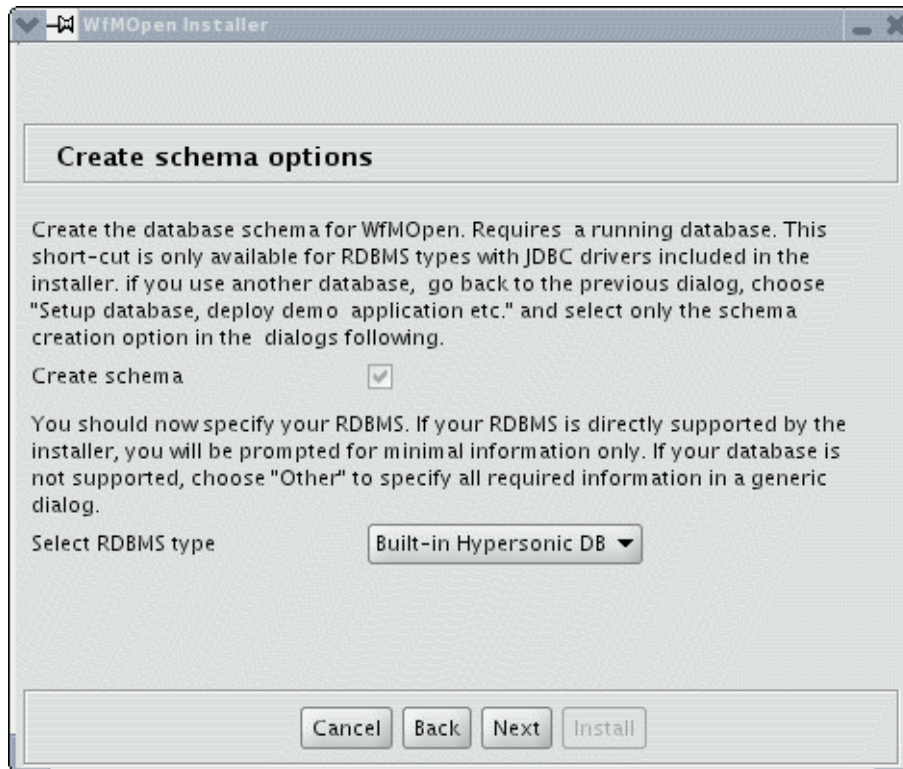 WfMOpen Installer
Create schema options
Create the database schema for WfMOpen. Requires a running database. This
short-cut is only available for RDBMS types with JDBC drivers included in the
installer. if you use another database, go back to the previous dialog, choose
"Setup database, deploy demo application etc." and select only the schema
creation option in the dialogs following.
Create schema
You should now specify your RDBMS. If your RDBMS is directly supported by the
installer, you will be prompted for minimal information only. If your database is
not supported, choose "Other" to specify all required information in a generic
dialog.
Select RDBMS type Built-in Hypersonic DB
Cancel Back Next Install